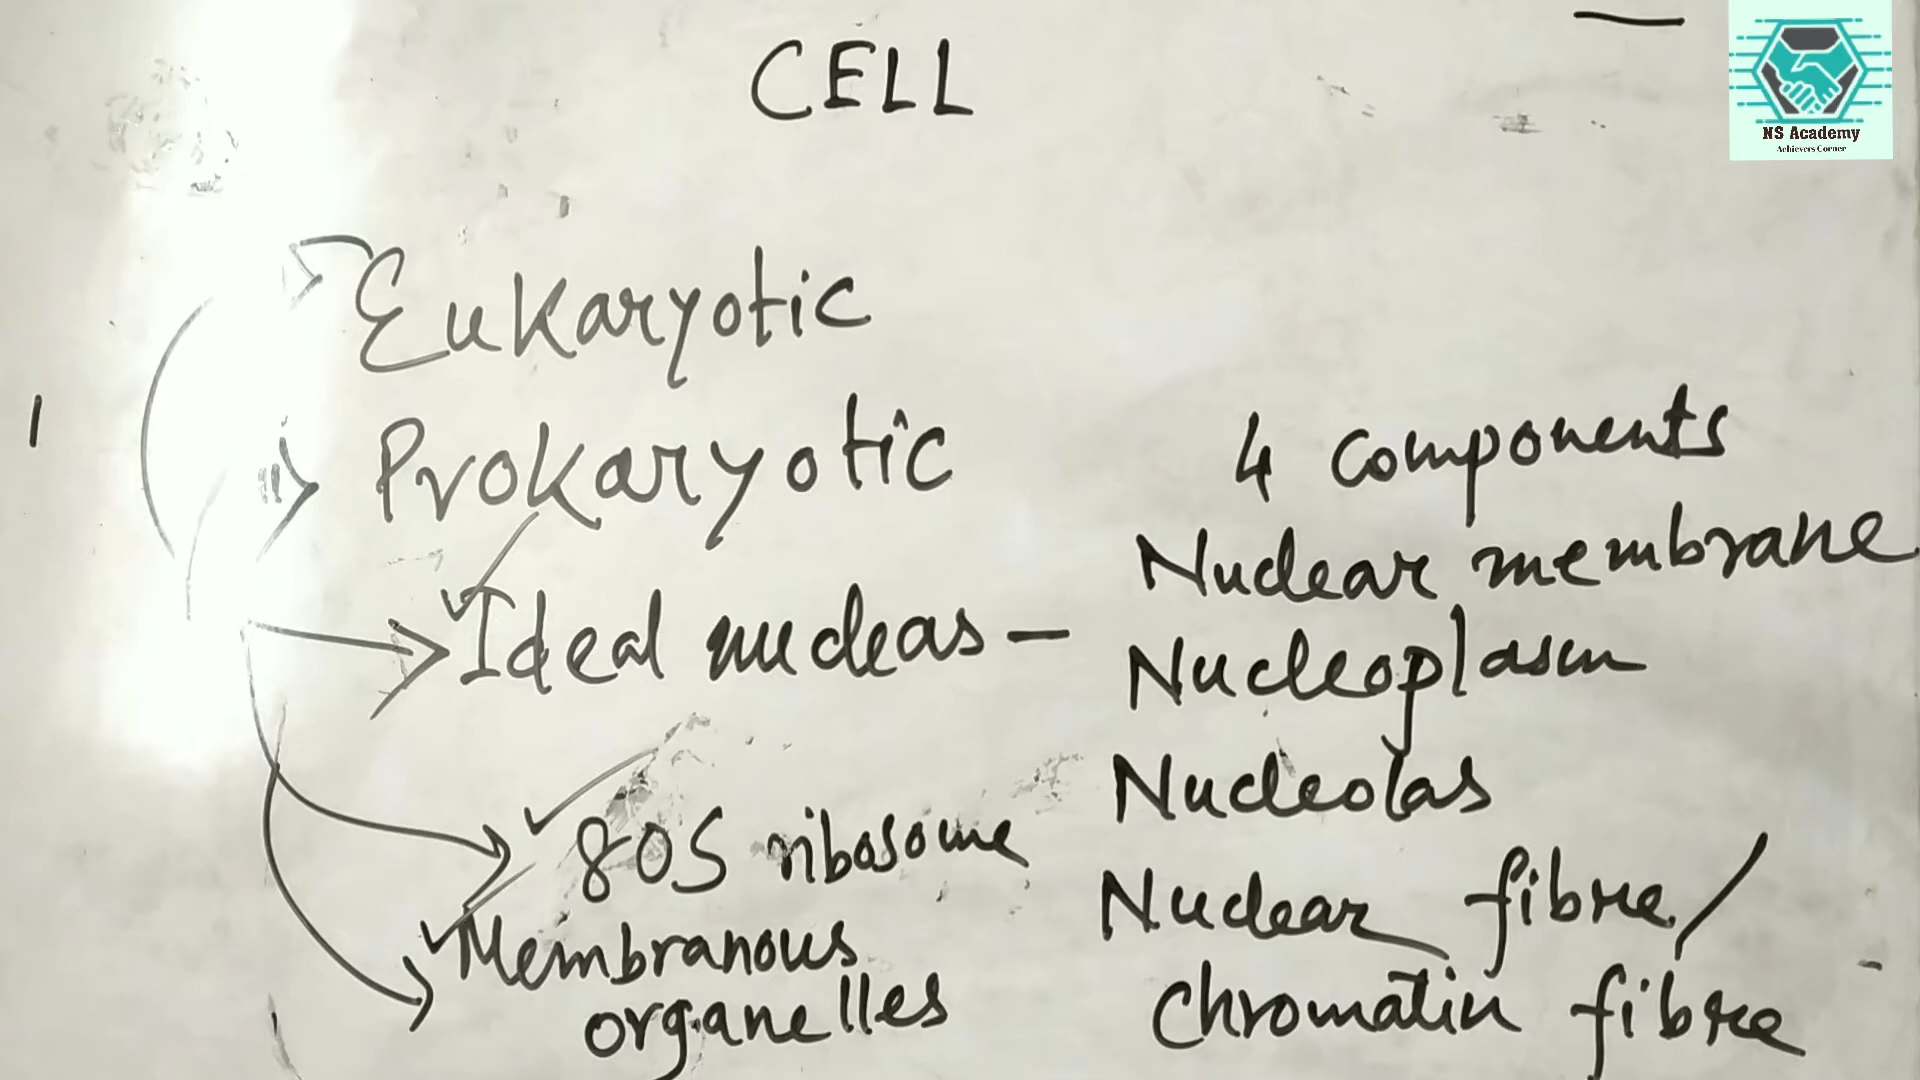 CELL
NS Academy
Achievers Corner
i) Eukaryotic
ii) Prokaryotic
Ideal nucleas —
80S ribosome
Membranous
organelles
4 components
Nuclear membrane
Nucleoplasm
Nucleolas
Nuclear fibre/
Chromatin fibre